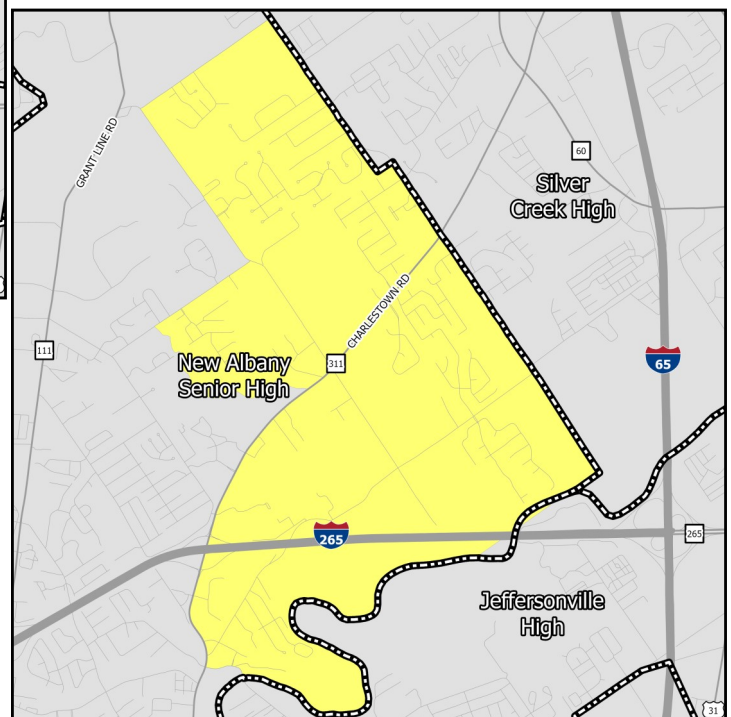 GRANT LINE RD
60
Silver
Creek High
CHARLESTOWN RD
111
311
65
New Albany
Senior High
265
265
Jeffersonville
High
31